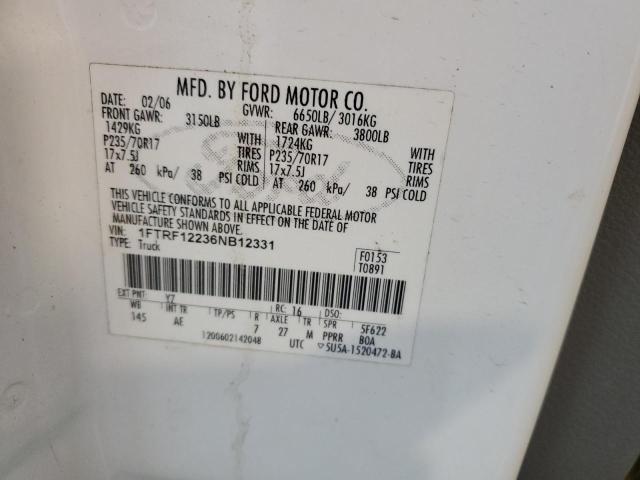 MFD. BY FORD MOTOR CO.
DATE: 02/06 GVWR: 6650LB/ 3016KG
FRONT GAWR: 3150LB REAR GAWR: 3800LB
1429KG WITH 1724KG WITH
P235/70R17 TIRES P235/70R17 TIRES
17x7.5J RIMS 17x7.5J RIMS
AT 260 kPa/ 38 PSI COLD AT 260 kPa/ 38 PSI COLD
THIS VEHICLE CONFORMS TO ALL APPLICABLE FEDERAL MOTOR
VEHICLE SAFETY STANDARDS IN EFFECT ON THE DATE OF
MANUFACTURE SHOWN ABOVE.
VIN: 1FTRF12236NB12331 F0153
TYPE: Truck T0891
EXT PNT: YZ RC: 16 DSO:
WB INT TR TP/PS R AXLE TR SPR 5F622
145 AE 7 27 M PPRR BOA
1200602142048 UTC ▽5U5A-1520472-BA